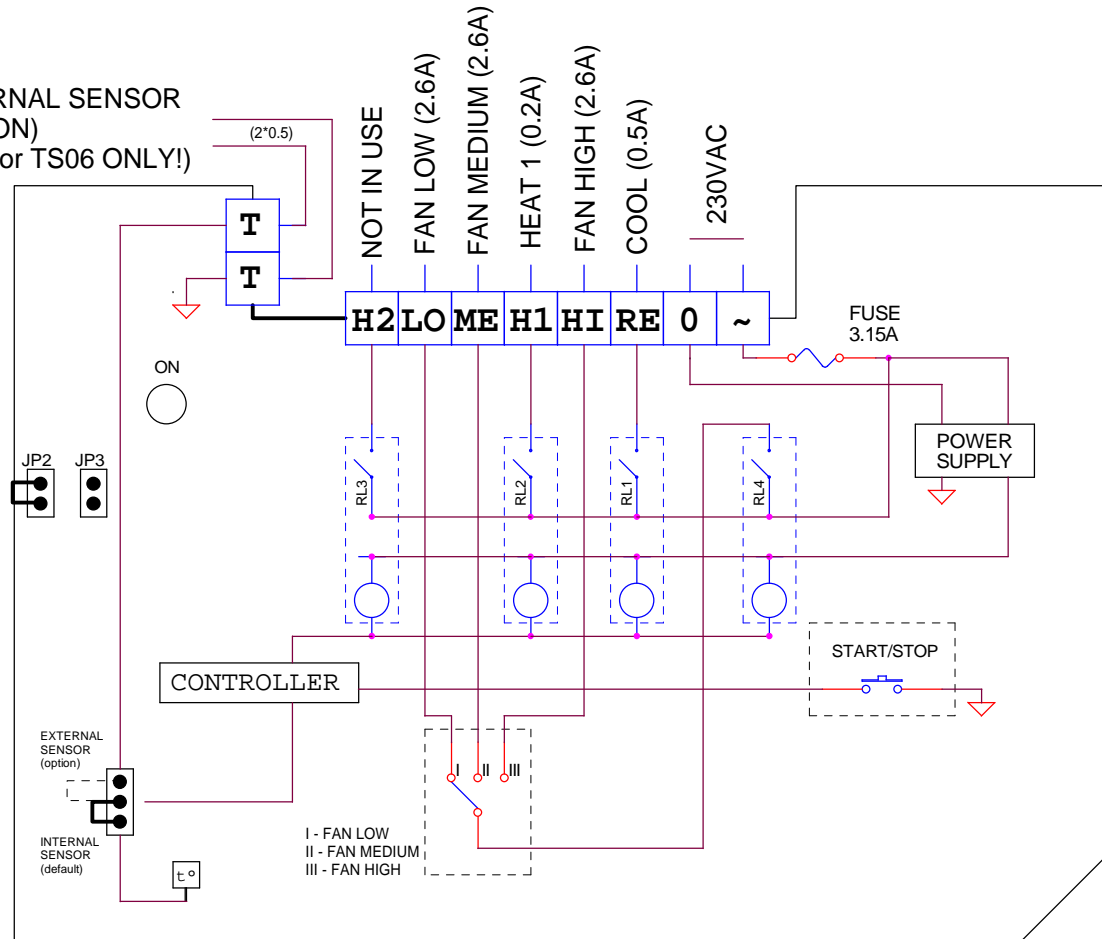 RNAL SENSOR
ON)
or TS06 ONLY!)
(2*0.5)
NOT IN USE
FAN LOW (2.6A)
FAN MEDIUM (2.6A)
HEAT 1 (0.2A)
FAN HIGH (2.6A)
COOL (0.5A)
230VAC
T
T
H2 LO ME H1 HI RE 0 ~
FUSE
3.15A
ON
JP2 JP3
POWER
SUPPLY
RL3
RL2
RL1
RL4
START/STOP
CONTROLLER
EXTERNAL
SENSOR
(option)
I II III
INTERNAL
SENSOR
(default)
I - FAN LOW
II - FAN MEDIUM
III - FAN HIGH
t°